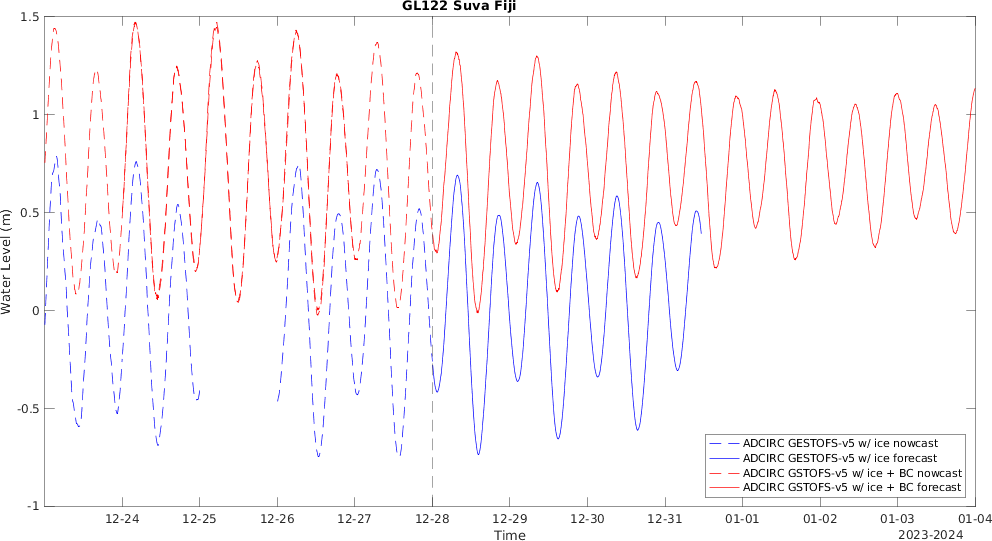 GL122 Suva Fiji
1.5
1
0.5
0
-0.5
-1
Water Level (m)
12-24 12-25 12-26 12-27 12-28 12-29 12-30 12-31 01-01 01-02 01-03 01-04
Time
2023-2024
ADCIRC GESTOFS-v5 w/ ice nowcast
ADCIRC GESTOFS-v5 w/ ice forecast
ADCIRC GSTOFS-v5 w/ ice + BC nowcast
ADCIRC GSTOFS-v5 w/ ice + BC forecast